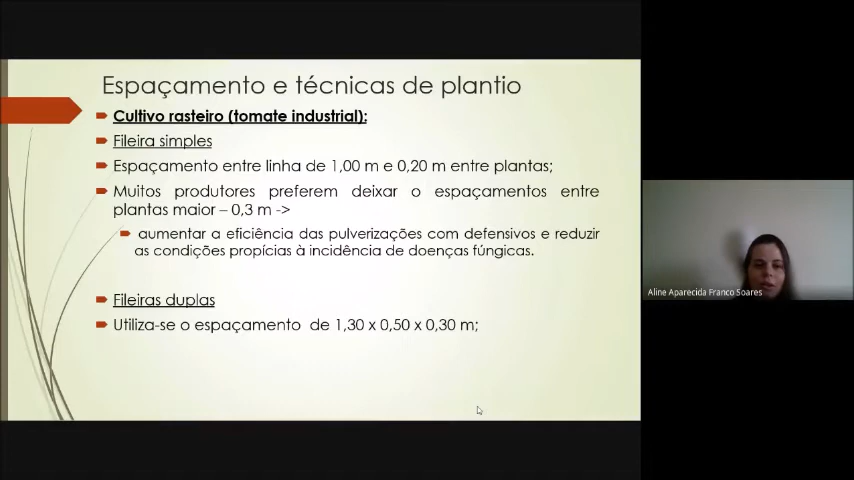 Espaçamento e técnicas de plantio
Cultivo rasteiro (tomate industrial):
Fileira simples
Espaçamento entre linha de 1,00 m e 0,20 m entre plantas;
Muitos produtores preferem deixar o espaçamentos entre
plantas maior – 0,3 m ->
aumentar a eficiência das pulverizações com defensivos e reduzir
as condições propícias à incidência de doenças fúngicas.
Fileiras duplas
Utiliza-se o espaçamento de 1,30 x 0,50 x 0,30 m;
Aline Aparecida Franco Soares